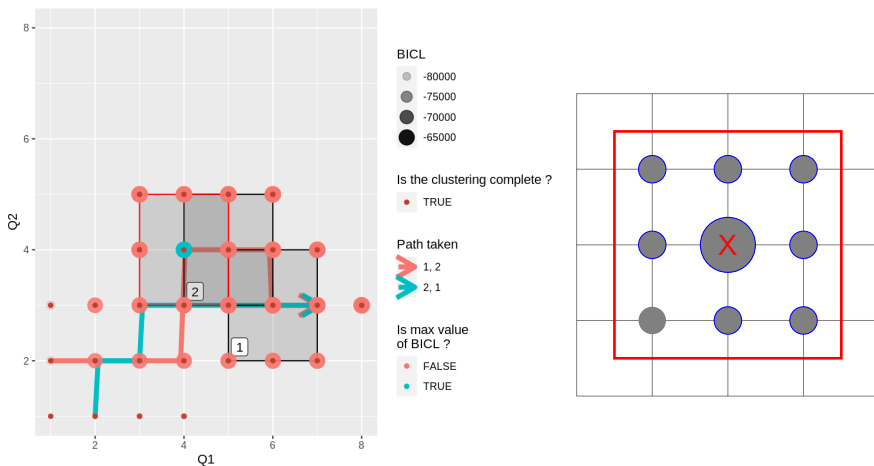 8
6
4
2
Q2
2
1
2
4
6
8
Q1
BICL
-80000
-75000
-70000
-65000
Is the clustering complete ?
TRUE
Path taken
1, 2
2, 1
Is max value
of BICL ?
FALSE
TRUE
X